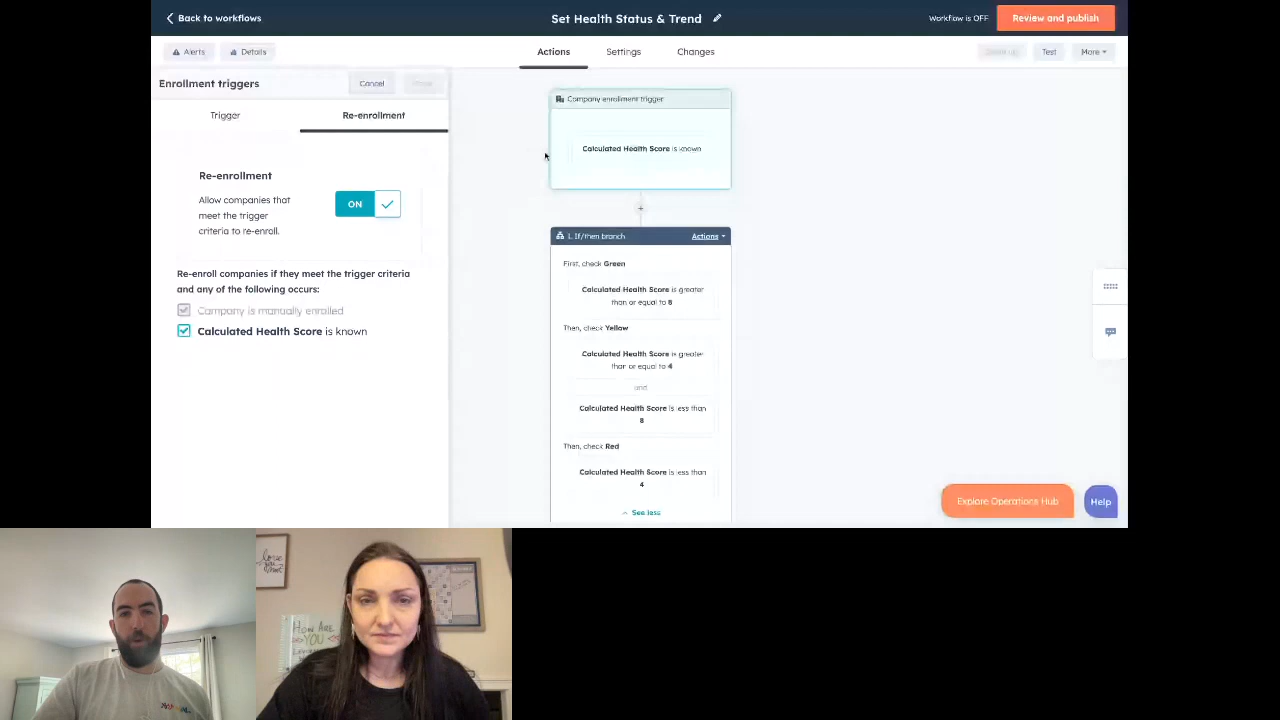 Back to workflows
Set Health Status & Trend
Workflow is OFF
Review and publish
Alerts
Details
Actions
Settings
Changes
Test
More
Enrollment triggers
Cancel
Trigger
Re-enrollment
Re-enrollment
Allow companies that
meet the trigger
criteria to re-enroll.
ON
Re-enroll companies if they meet the trigger criteria
and any of the following occurs:
Company is manually enrolled
Calculated Health Score is known
Company enrollment trigger
Calculated Health Score is known
+
1. If/then branch
Actions
First, check Green
Calculated Health Score is greater
than or equal to 8
Then, check Yellow
Calculated Health Score is greater
than or equal to 4
and
Calculated Health Score is less than
8
Then, check Red
Calculated Health Score is less than
4
See less
Explore Operations Hub
Help
love
you
HOW ARE
YOU